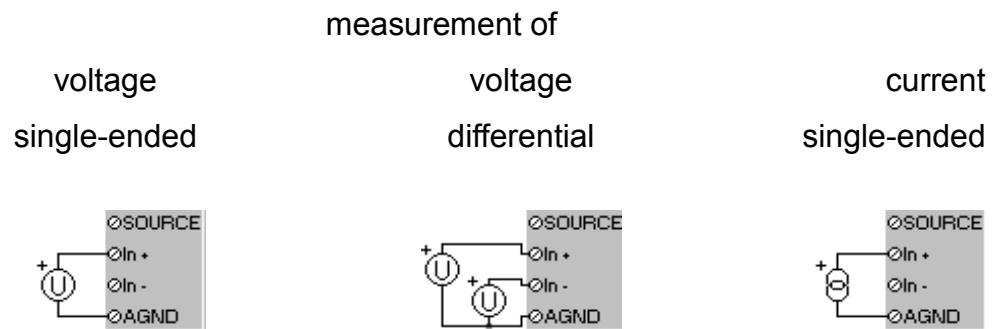 measurement of
voltage voltage current
single-ended differential single-ended
SOURCE SOURCE SOURCE
+ In + + In + + In +
U In - U + In - In -
AGND U AGND AGND